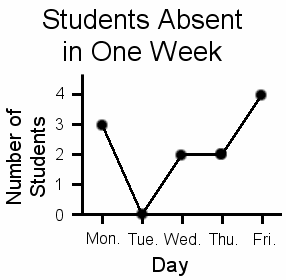 Students Absent
in One Week
Number of
Students
4
3
2
1
0
Mon. Tue. Wed. Thu. Fri.
Day